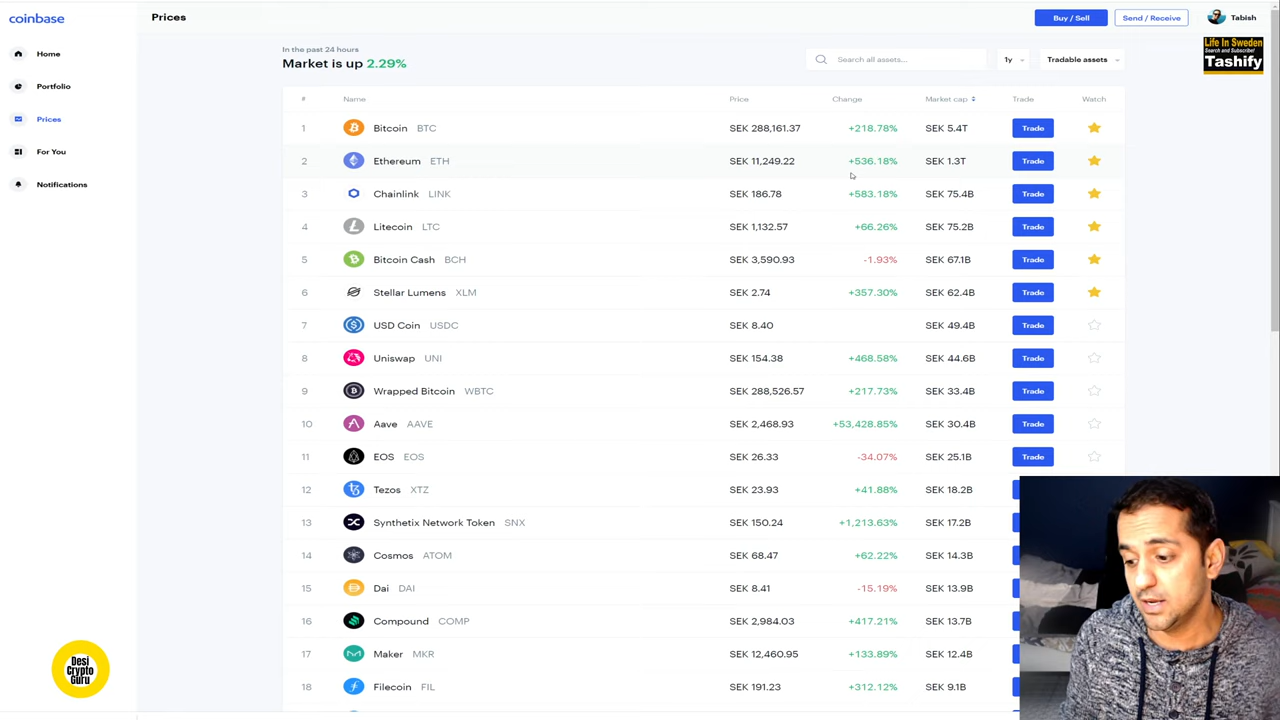 coinbase
Prices
Buy / Sell
Send / Receive
Tabish
Home
Portfolio
Prices
For You
Notifications
In the past 24 hours
Market is up 2.29%
Search all assets...
1y
Tradable assets
Life In Sweden
Search and Subscribe!
Tashify
# Name Price Change Market cap Trade Watch
1 Bitcoin BTC SEK 288,161.37 +218.78% SEK 5.4T Trade
2 Ethereum ETH SEK 11,249.22 +536.18% SEK 1.3T Trade
3 Chainlink LINK SEK 186.78 +583.18% SEK 75.4B Trade
4 Litecoin LTC SEK 1,132.57 +66.26% SEK 75.2B Trade
5 Bitcoin Cash BCH SEK 3,590.93 -1.93% SEK 67.1B Trade
6 Stellar Lumens XLM SEK 2.74 +357.30% SEK 62.4B Trade
7 USD Coin USDC SEK 8.40 SEK 49.4B Trade
8 Uniswap UNI SEK 154.38 +468.58% SEK 44.6B Trade
9 Wrapped Bitcoin WBTC SEK 288,526.57 +217.73% SEK 33.4B Trade
10 Aave AAVE SEK 2,468.93 +53,428.85% SEK 30.4B Trade
11 EOS EOS SEK 26.33 -34.07% SEK 25.1B Trade
12 Tezos XTZ SEK 23.93 +41.88% SEK 18.2B
13 Synthetix Network Token SNX SEK 150.24 +1,213.63% SEK 17.2B
14 Cosmos ATOM SEK 68.47 +62.22% SEK 14.3B
15 Dai DAI SEK 8.41 -15.19% SEK 13.9B
16 Compound COMP SEK 2,984.03 +417.21% SEK 13.7B
17 Maker MKR SEK 12,460.95 +133.89% SEK 12.4B
18 Filecoin FIL SEK 191.23 +312.12% SEK 9.1B
Desi
Crypto
Guru